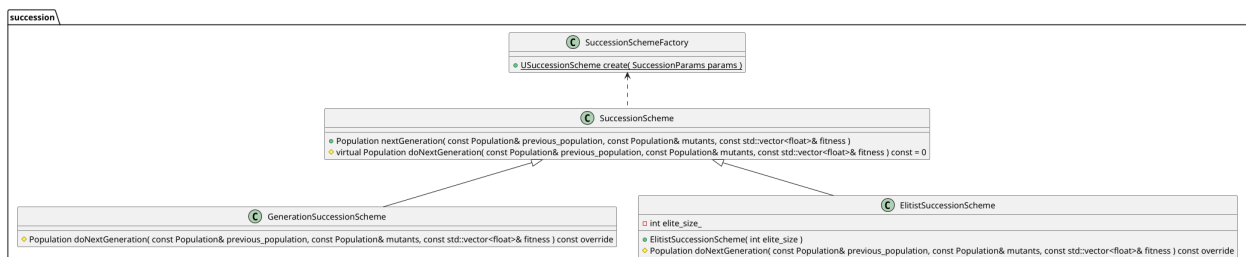 succession
C SuccessionSchemeFactory
USuccessionScheme create( SuccessionParams params )
C SuccessionScheme
Population nextGeneration( const Population& previous_population, const Population& mutants, const std::vector<float>& fitness )
virtual Population doNextGeneration( const Population& previous_population, const Population& mutants, const std::vector<float>& fitness ) const = 0
C GenerationSuccessionScheme
Population doNextGeneration( const Population& previous_population, const Population& mutants, const std::vector<float>& fitness ) const override
C ElitistSuccessionScheme
int elite_size_
ElitistSuccessionScheme( int elite_size )
Population doNextGeneration( const Population& previous_population, const Population& mutants, const std::vector<float>& fitness ) const override